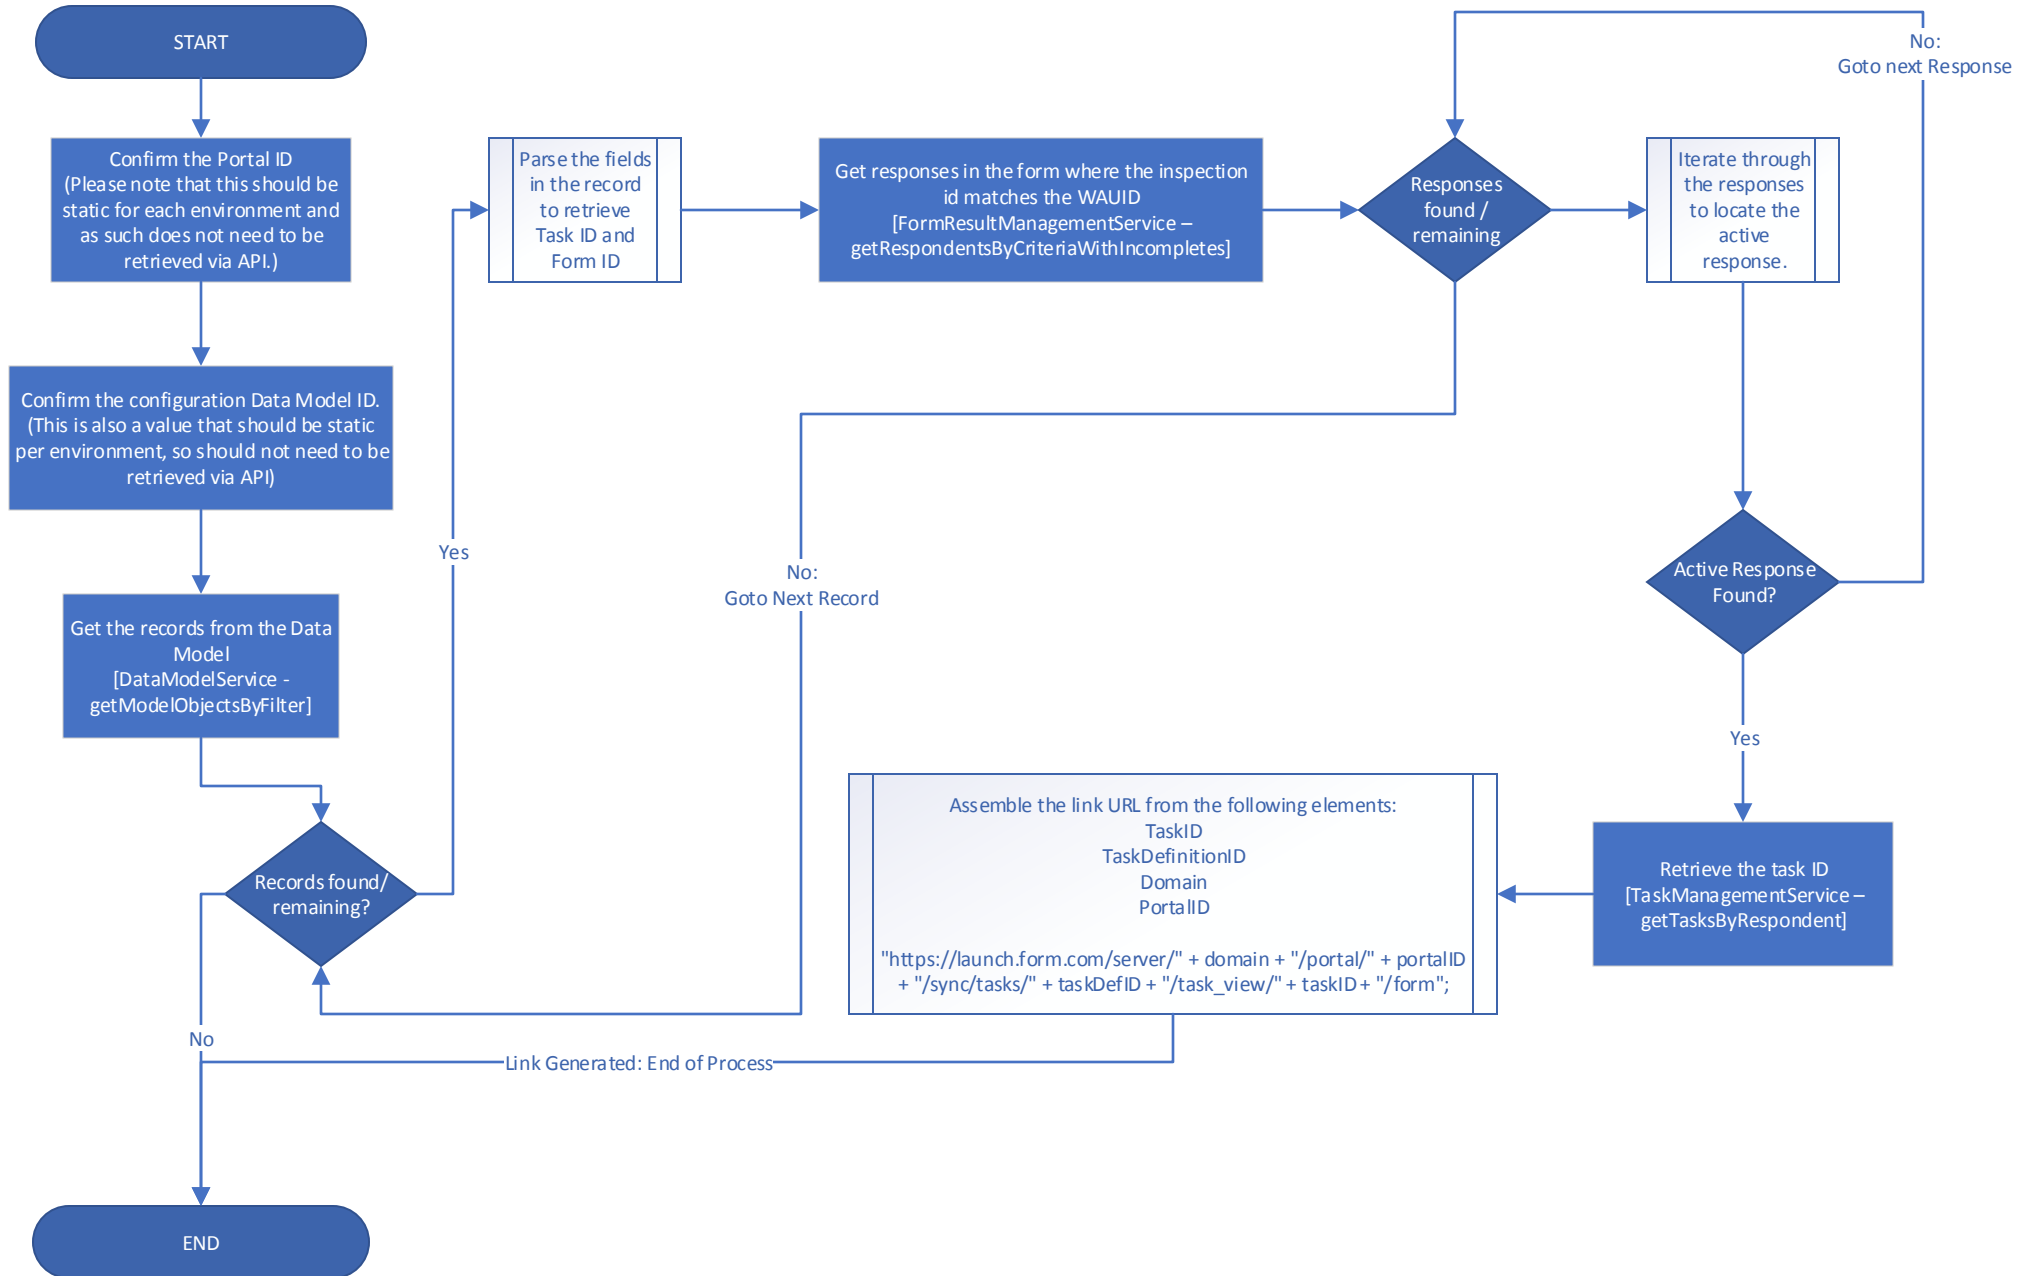 START
Confirm the Portal ID
(Please note that this should be
static for each environment and
as such does not need to be
retrieved via API.)
Confirm the configuration Data Model ID.
(This is also a value that should be static
per environment, so should not need to be
retrieved via API)
Get the records from the Data
Model
[DataModelService -
getModelObjectsByFilter]
Records found/
remaining?
Yes
No
Parse the fields
in the record
to retrieve
Task ID and
Form ID
Get responses in the form where the inspection
id matches the WAUID
[FormResultManagementService –
getRespondentsByCriteriaWithIncompletes]
Responses
found /
remaining
No:
Goto Next Record
Iterate through
the responses
to locate the
active
response.
No:
Goto next Response
Active Response
Found?
Yes
Retrieve the task ID
[TaskManagementService –
getTasksByRespondent]
Assemble the link URL from the following elements:
TaskID
TaskDefinitionID
Domain
PortalID
"https://launch.form.com/server/" + domain + "/portal/" + portalID
+ "/sync/tasks/" + taskDefID + "/task_view/" + taskID + "/form";
Link Generated: End of Process
END